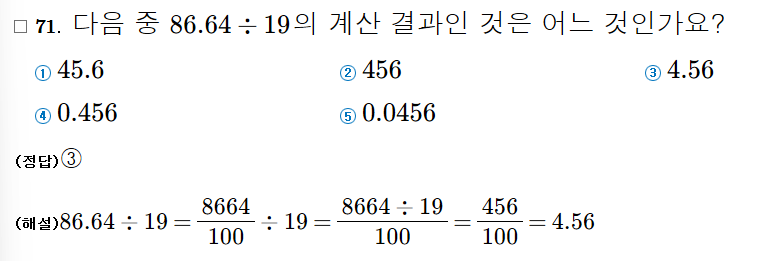 □ 71. 다음 중 86.64 ÷ 19의 계산 결과인 것은 어느 것인가요?
① 45.6 ② 456 ③ 4.56
④ 0.456 ⑤ 0.0456
(정답)③
(해설)86.64 ÷ 19 = 8664/100 ÷ 19 = (8664 ÷ 19)/100 = 456/100 = 4.56